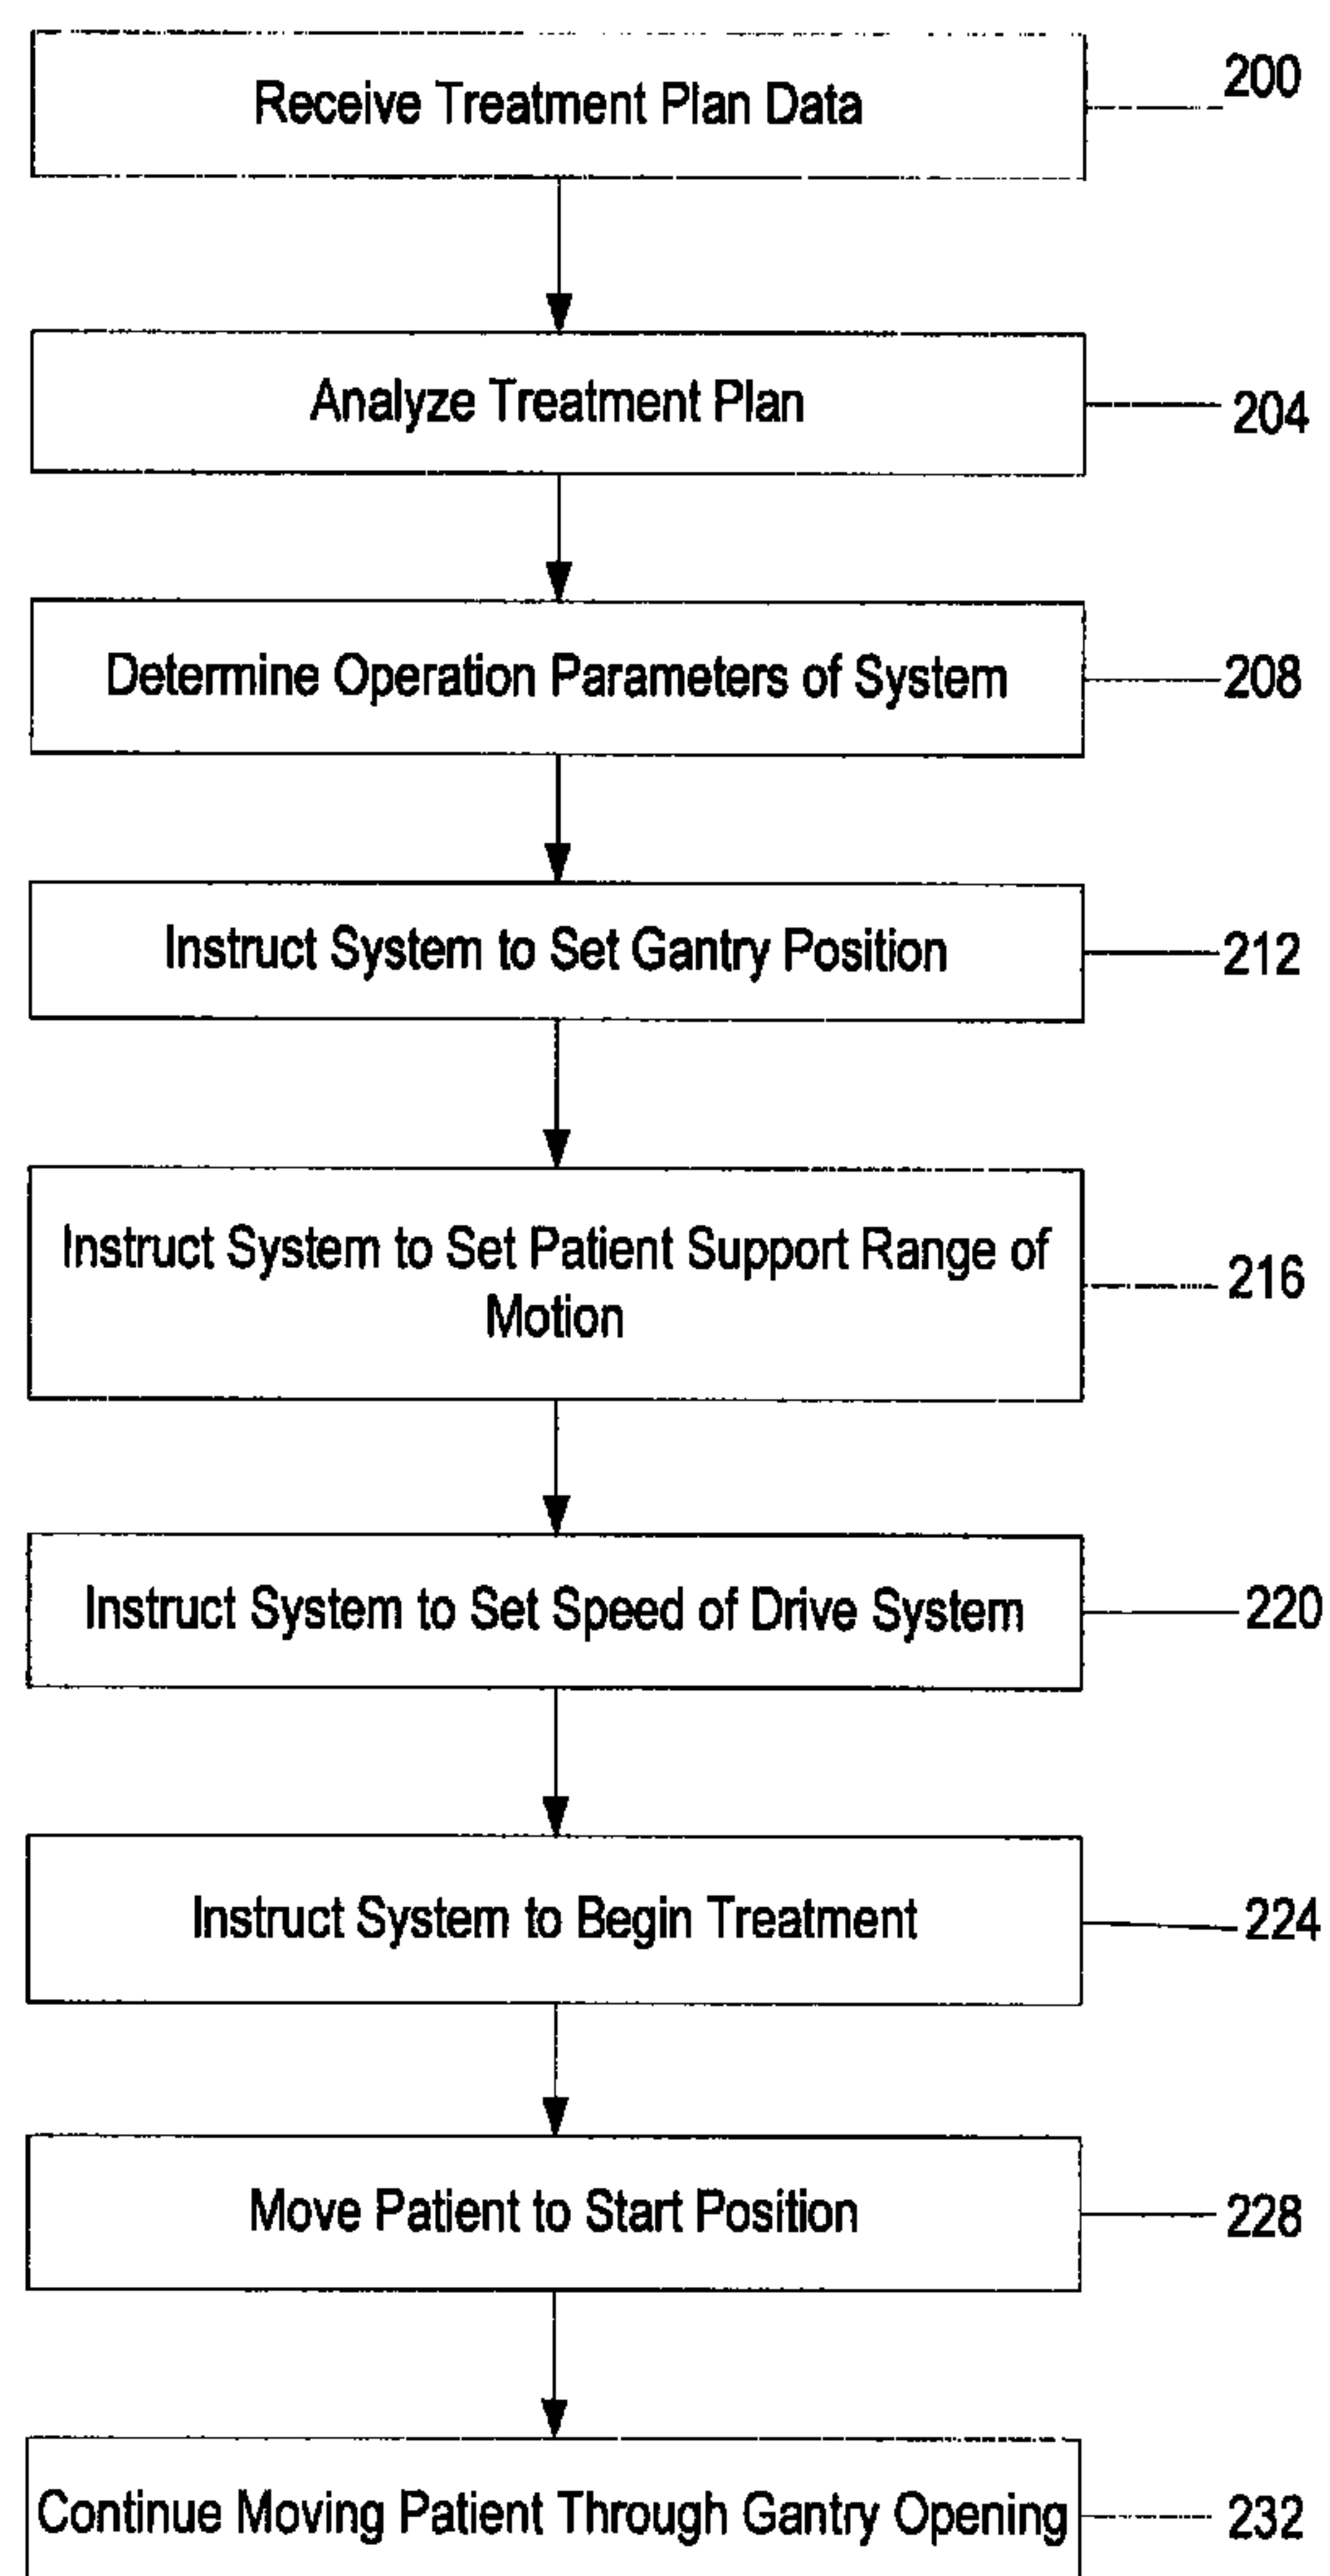 Receive Treatment Plan Data
200
Analyze Treatment Plan
204
Determine Operation Parameters of System
208
Instruct System to Set Gantry Position
212
Instruct System to Set Patient Support Range of
Motion
216
Instruct System to Set Speed of Drive System
220
Instruct System to Begin Treatment
224
Move Patient to Start Position
228
Continue Moving Patient Through Gantry Opening
232